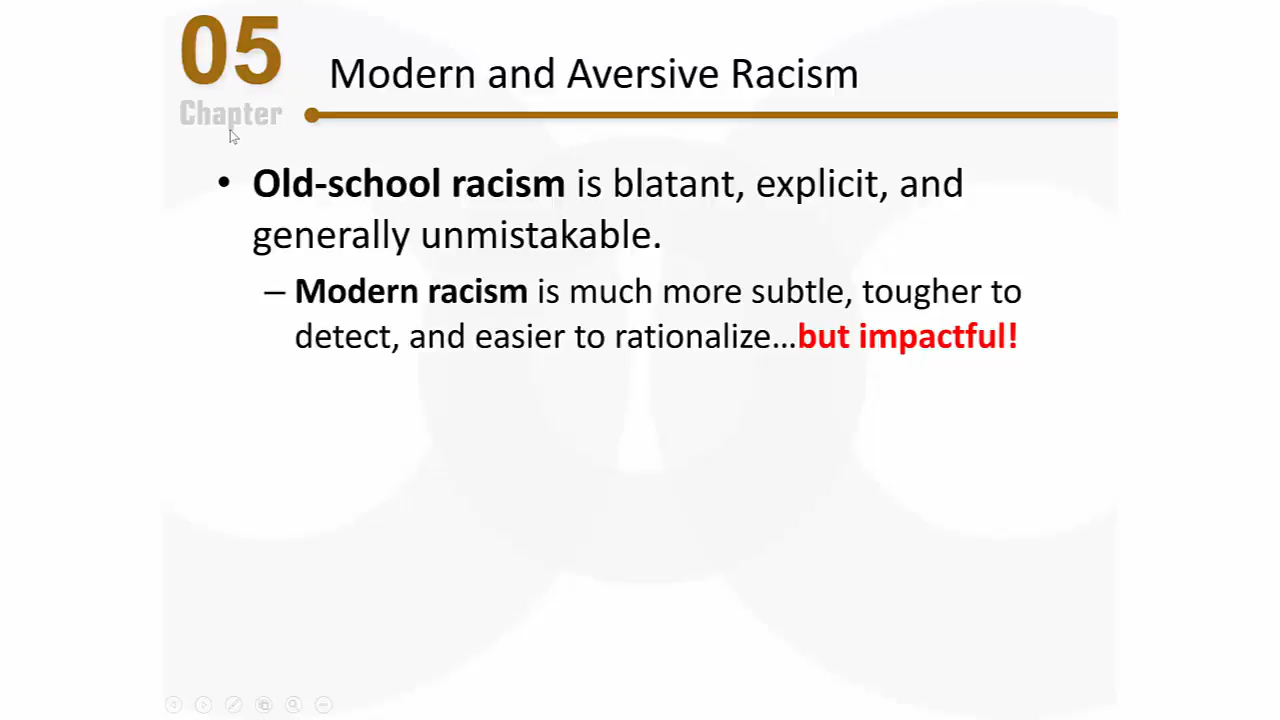 05
Chapter
Modern and Aversive Racism
• Old-school racism is blatant, explicit, and
generally unmistakable.
– Modern racism is much more subtle, tougher to
detect, and easier to rationalize…but impactful!